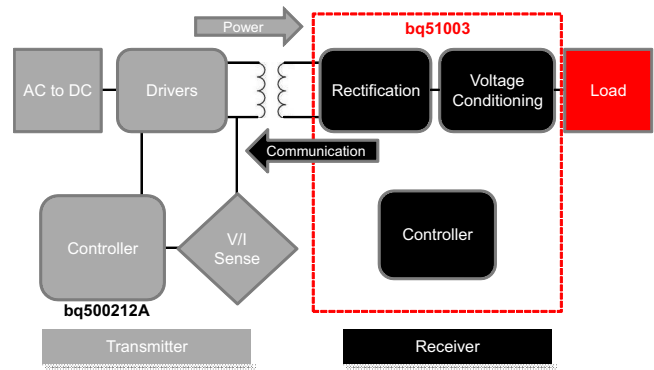 Power
bq51003
AC to DC
Drivers
Rectification
Voltage
Conditioning
Load
Communication
Controller
V/I
Sense
Controller
bq500212A
Transmitter
Receiver